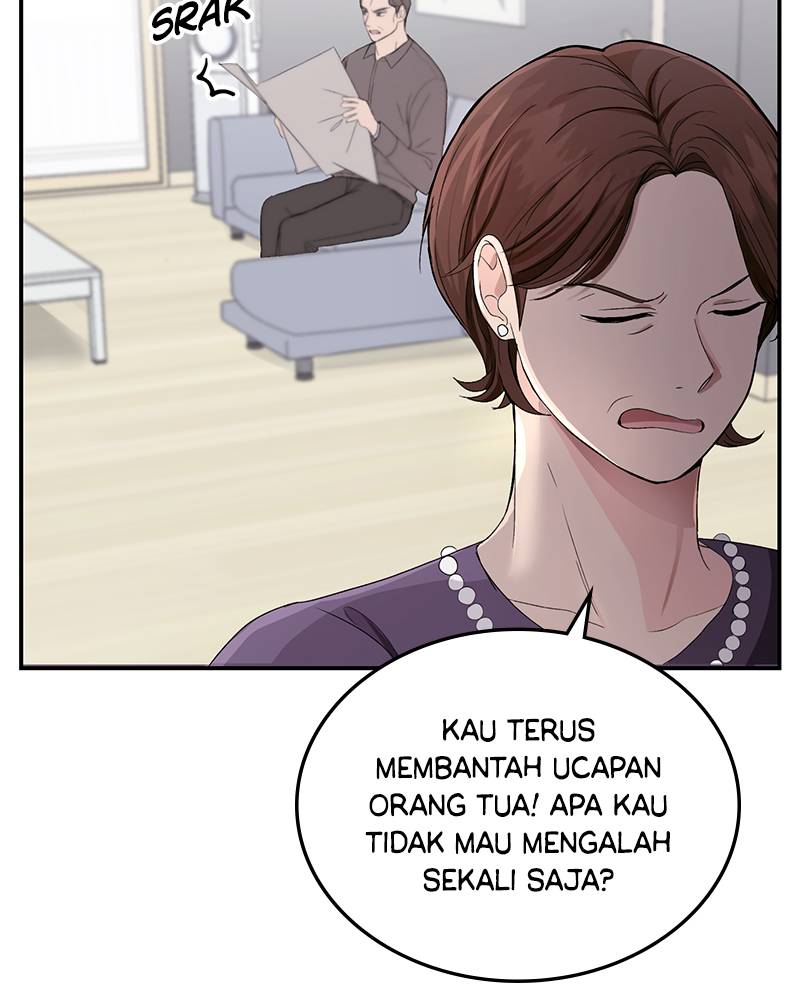 SRAK
KAU TERUS
MEMBANTAH UCAPAN
ORANG TUA! APA KAU
TIDAK MAU MENGALAH
SEKALI SAJA?